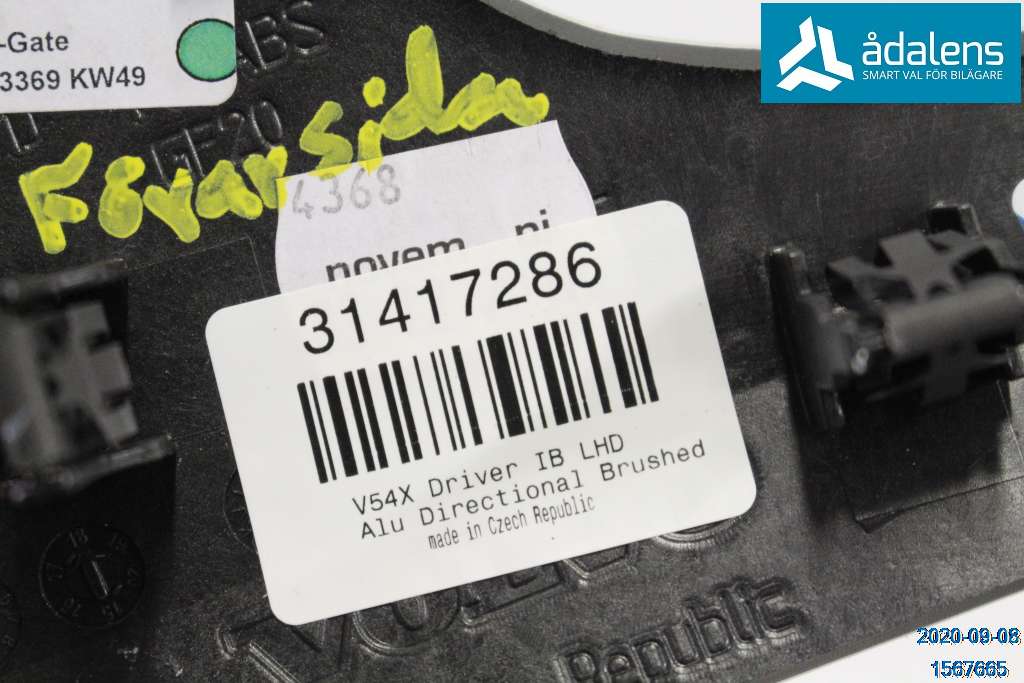 -Gate
3369 KW49
ådalens
SMART VAL FÖR BILÄGARE
ABS
GF20
Förarsidan
4368
novem
31417286
V54X Driver IB LHD
Alu Directional Brushed
made in Czech Republic
Republic
2020-09-08
1567665